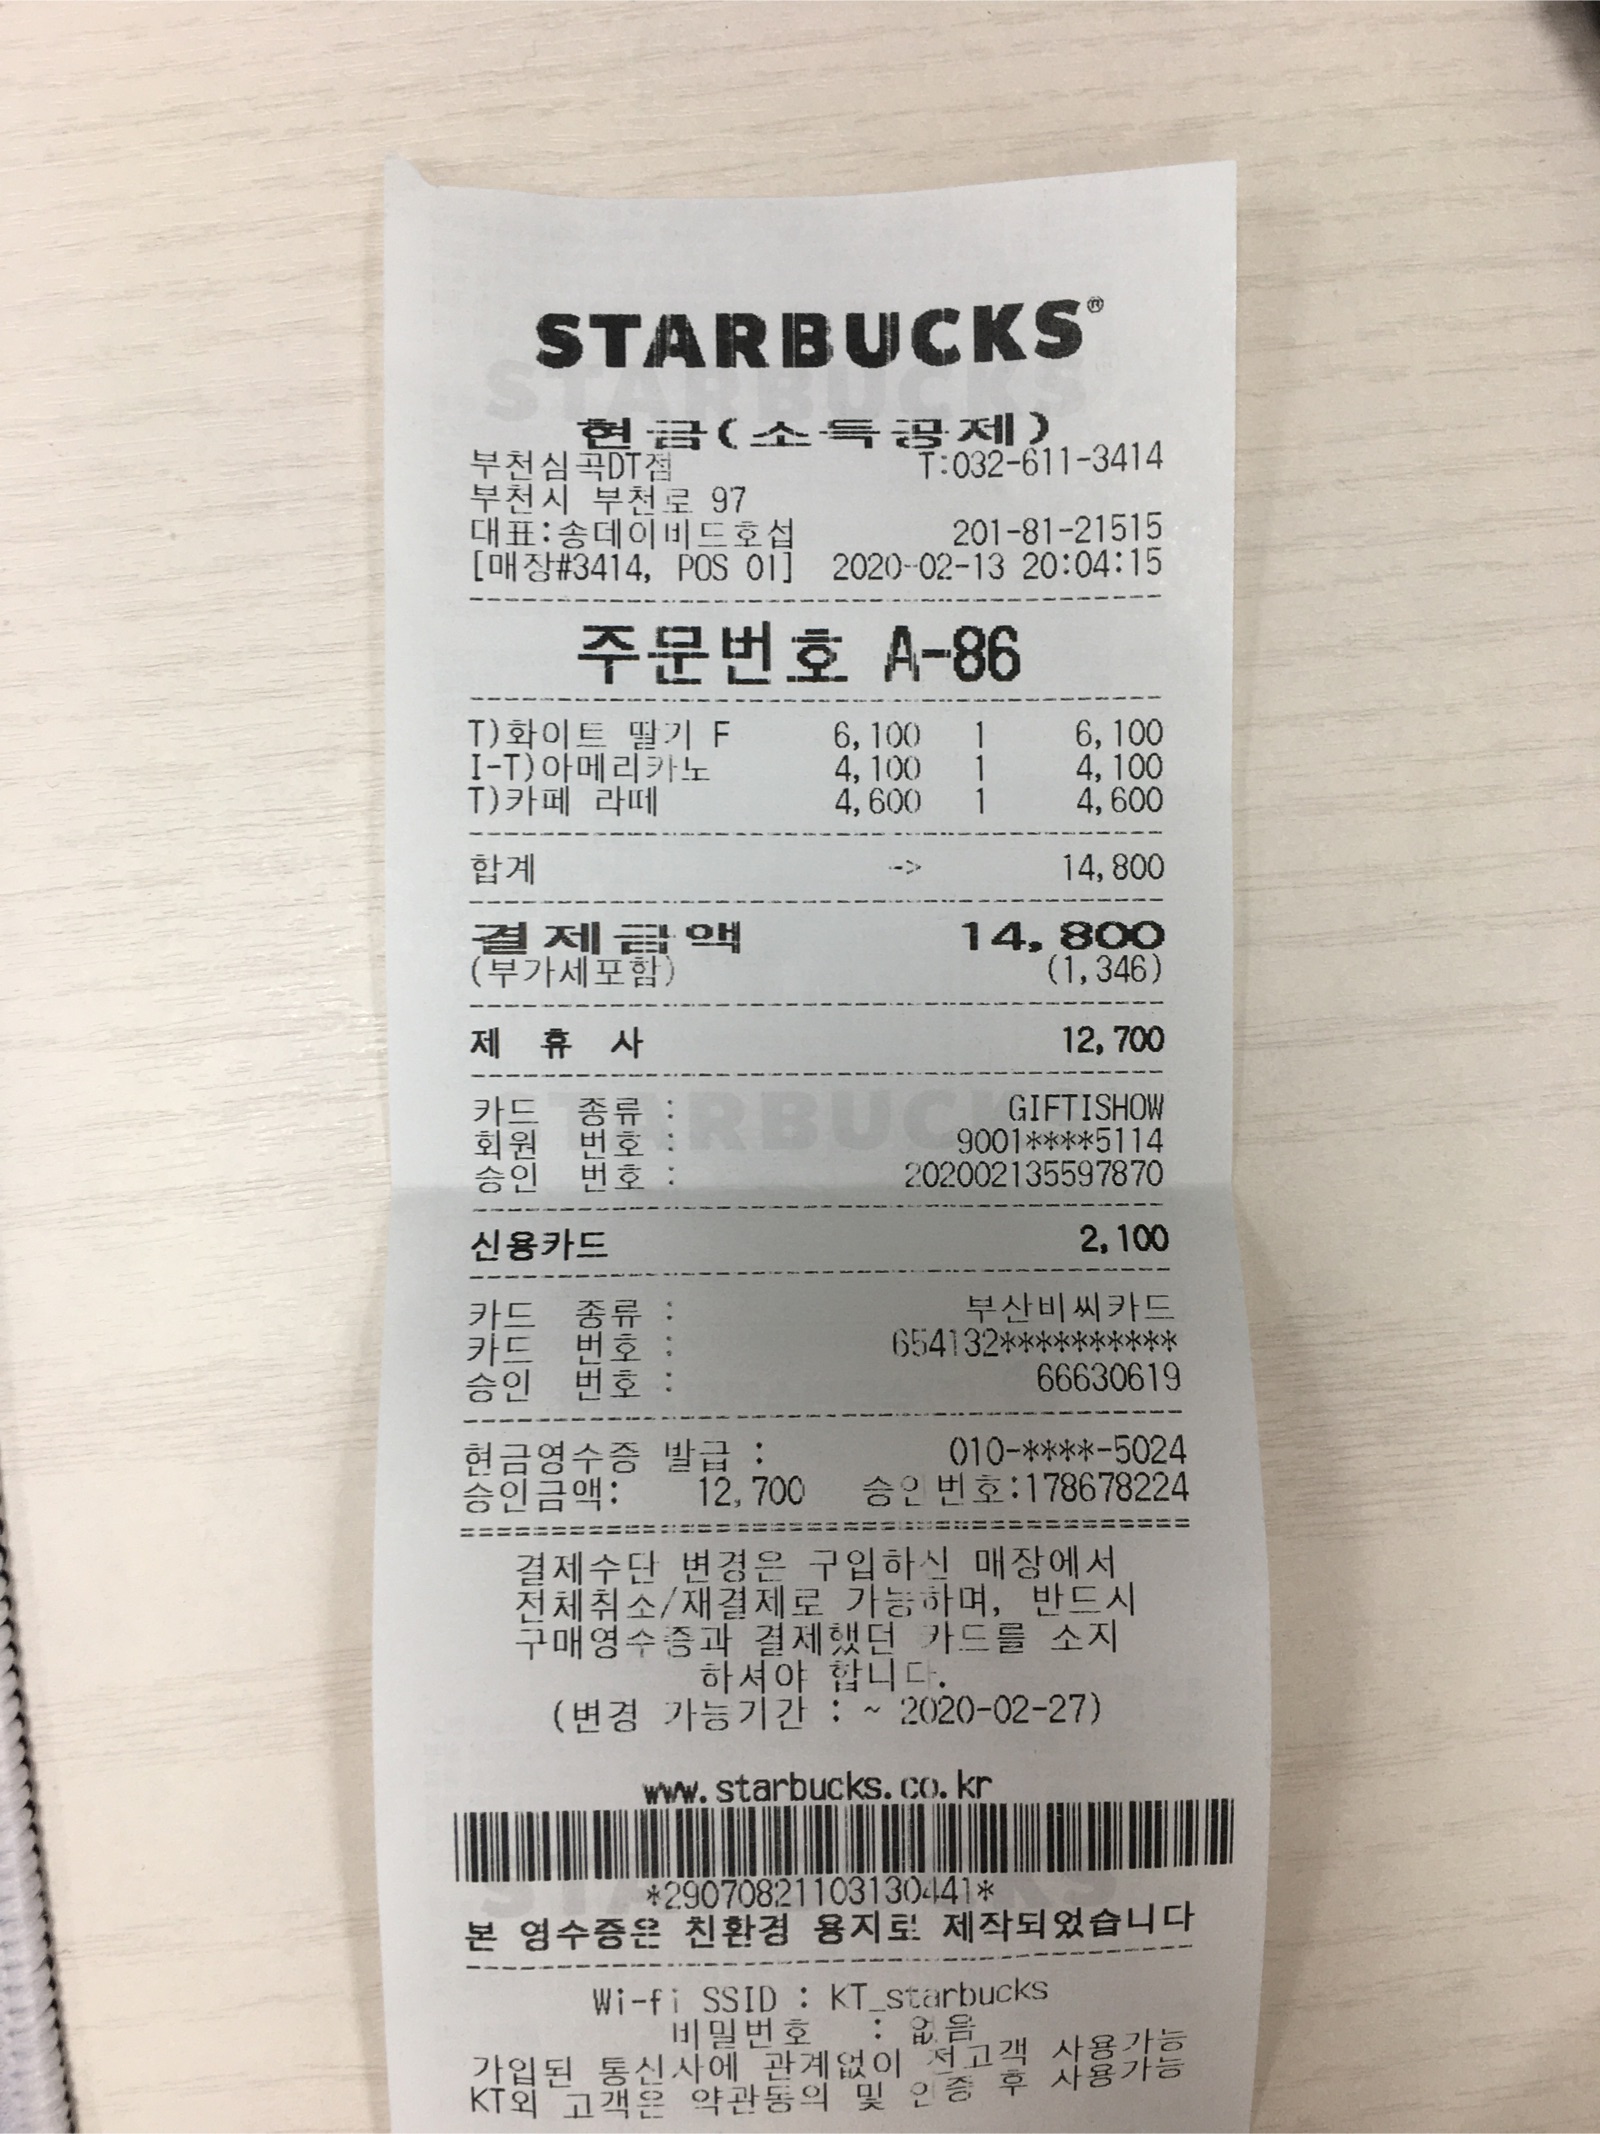 STARBUCKS®
현금(소득공제)
부천심곡DT점 T:032-611-3414
부천시 부천로 97
대표:송데이비드호섭 201-81-21515
[매장#3414, POS 01] 2020-02-13 20:04:15
주문번호 A-86
T)화이트 딸기 F 6,100 1 6,100
I-T)아메리카노 4,100 1 4,100
T)카페 라떼 4,600 1 4,600
합계 -> 14,800
결제금액 14,800
(부가세포함) (1,346)
제 휴 사 12,700
카드 종류 : GIFTISHOW
회원 번호 : 9001****5114
승인 번호 : 202002135597870
신용카드 2,100
카드 종류 : 부산비씨카드
카드 번호 : 654132**********
승인 번호 : 66630619
현금영수증 발급 : 010-****-5024
승인금액: 12,700 승인번호:178678224
결제수단 변경은 구입하신 매장에서
전체취소/재결제로 가능하며, 반드시
구매영수증과 결제했던 카드를 소지
하셔야 합니다.
(변경 가능기간 : ~ 2020-02-27)
www.starbucks.co.kr
*29070821103130441*
본 영수증은 친환경 용지로 제작되었습니다
Wi-fi SSID : KT_starbucks
비밀번호 : 없음
가입된 통신사에 관계없이 전고객 사용가능
KT외 고객은 약관동의 및 인증 후 사용가능